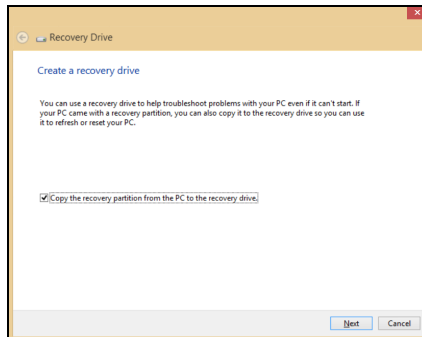 Recovery Drive
Create a recovery drive
You can use a recovery drive to help troubleshoot problems with your PC even if it can't start. If
your PC came with a recovery partition, you can also copy it to the recovery drive so you can use
it to refresh or reset your PC.
Copy the recovery partition from the PC to the recovery drive.
Next Cancel